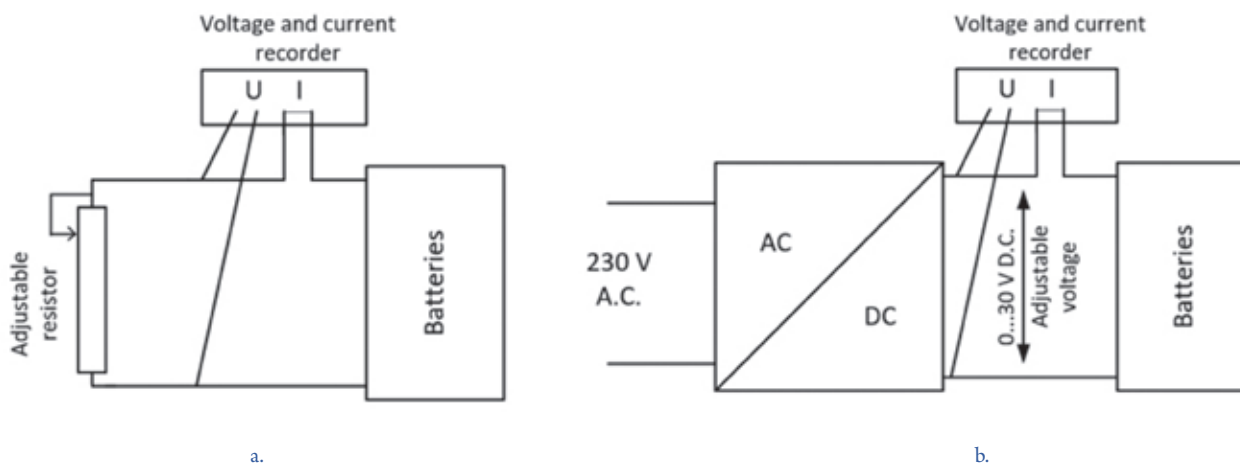 Voltage and current
recorder
U I
Adjustable
resistor
Batteries
a.
Voltage and current
recorder
U I
230 V
A.C.
AC
DC
0...30 V D.C.
Adjustable
voltage
Batteries
b.